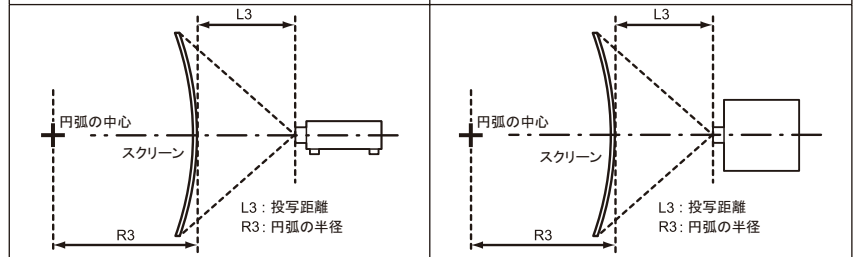 L3
円弧の中心
スクリーン
L3 : 投写距離
R3 : 円弧の半径
R3
L3
円弧の中心
スクリーン
L3 : 投写距離
R3 : 円弧の半径
R3